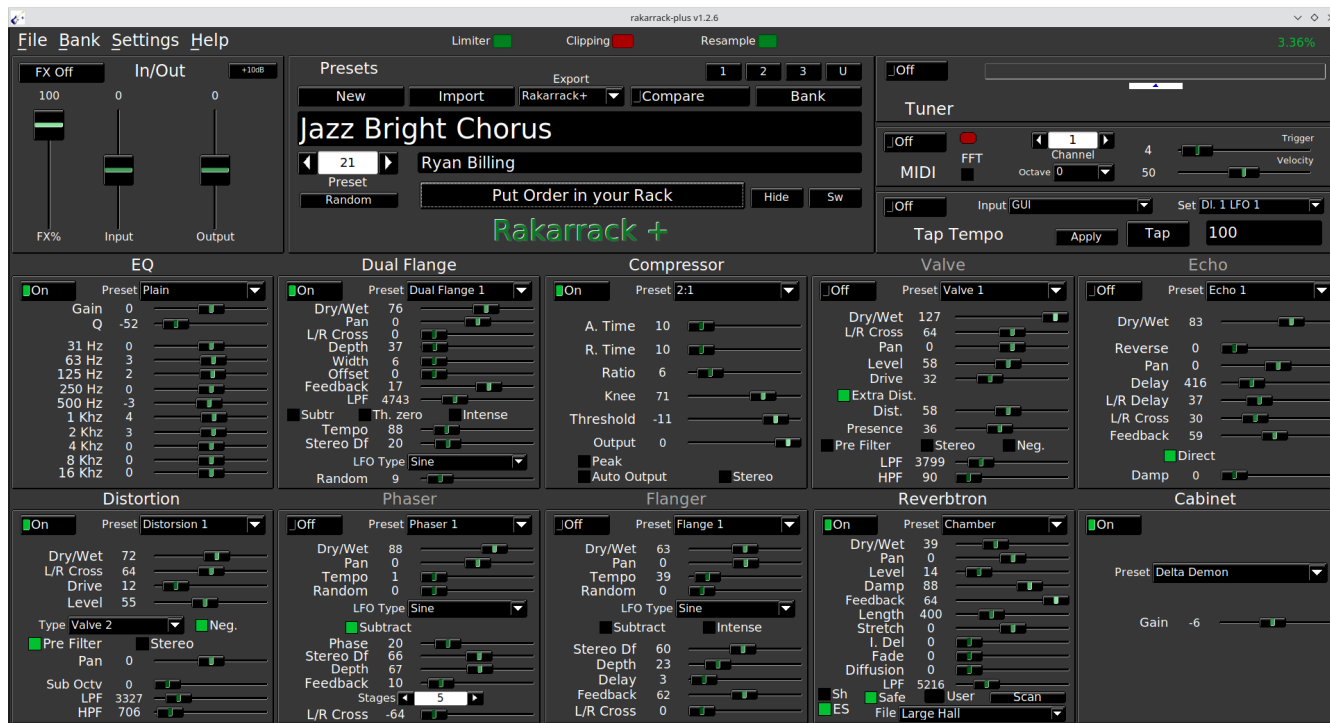 rakarrack-plus v1.2.6
File Bank Settings Help
Limiter Clipping Resample 3.36%
FX Off In/Out +10dB
100 0 0
FX% Input Output
Presets 1 2 3 U
Export
New Import Rakarrack+ Compare Bank
Jazz Bright Chorus
21 Ryan Billing
Preset
Random Put Order in your Rack Hide Sw
Rakarrack +
Off
Tuner
Off 1 Trigger
FFT Channel 4 Velocity
MIDI Octave 0 50
Off Input GUI Set Dl. 1 LFO 1
Tap Tempo Apply Tap 100
EQ
On Preset Plain
Gain 0
Q -52
31 Hz 0
63 Hz 3
125 Hz 2
250 Hz 0
500 Hz -3
1 Khz 4
2 Khz 3
4 Khz 0
8 Khz 0
16 Khz 0
Dual Flange
On Preset Dual Flange 1
Dry/Wet 76
Pan 0
L/R Cross 0
Depth 37
Width 6
Offset 0
Feedback 17
LPF 4743
Subtr Th. zero Intense
Tempo 88
Stereo Df 20
LFO Type Sine
Random 9
Compressor
On Preset 2:1
A. Time 10
R. Time 10
Ratio 6
Knee 71
Threshold -11
Output 0
Peak
Auto Output Stereo
Valve
Off Preset Valve 1
Dry/Wet 127
L/R Cross 64
Pan 0
Level 58
Drive 32
Extra Dist.
Dist. 58
Presence 36
Pre Filter Stereo Neg.
LPF 3799
HPF 90
Echo
Off Preset Echo 1
Dry/Wet 83
Reverse 0
Pan 0
Delay 416
L/R Delay 37
L/R Cross 30
Feedback 59
Direct
Damp 0
Distortion
On Preset Distorsion 1
Dry/Wet 72
L/R Cross 64
Drive 12
Level 55
Type Valve 2 Neg.
Pre Filter Stereo
Pan 0
Sub Octv 0
LPF 3327
HPF 706
Phaser
Off Preset Phaser 1
Dry/Wet 88
Pan 0
Tempo 1
Random 0
LFO Type Sine
Subtract
Phase 20
Stereo Df 66
Depth 67
Feedback 10
Stages 5
L/R Cross -64
Flanger
Off Preset Flange 1
Dry/Wet 63
Pan 0
Tempo 39
Random 0
LFO Type Sine
Subtract Intense
Stereo Df 60
Depth 23
Delay 3
Feedback 62
L/R Cross 0
Reverbtron
On Preset Chamber
Dry/Wet 39
Pan 0
Level 14
Damp 88
Feedback 64
Length 400
Stretch 0
I. Del 0
Fade 0
Diffusion 0
LPF 5216
Sh Safe User Scan
ES File Large Hall
Cabinet
On
Preset Delta Demon
Gain -6